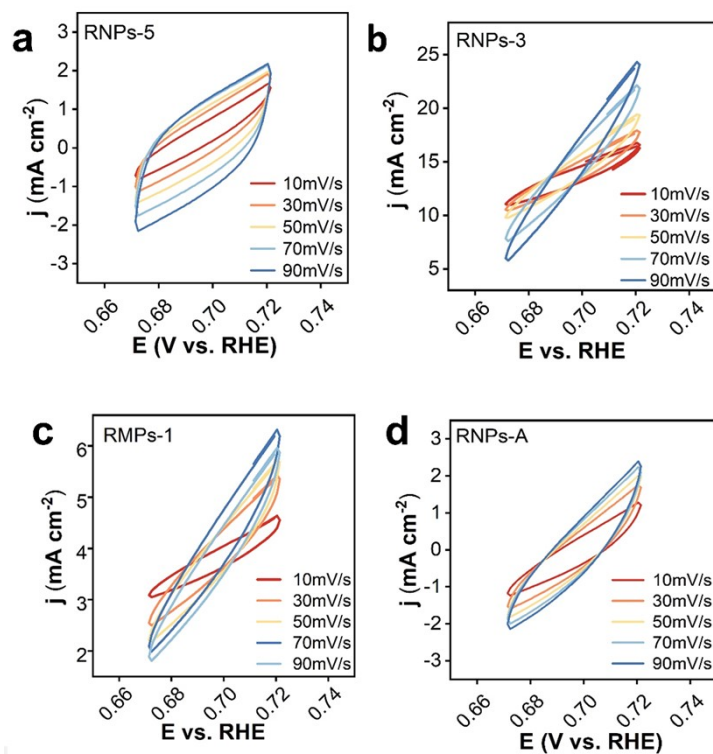 a
RNPs-5
3
2
1
0
-1
-2
-3
j (mA cm-2)
10mV/s
30mV/s
50mV/s
70mV/s
90mV/s
0.66
0.68
0.70
0.72
0.74
E (V vs. RHE)
b
RNPs-3
25
20
15
10
5
j (mA cm-2)
10mV/s
30mV/s
50mV/s
70mV/s
90mV/s
0.66
0.68
0.70
0.72
0.74
E vs. RHE
c
RMPs-1
6
5
4
3
2
j (mA cm-2)
10mV/s
30mV/s
50mV/s
70mV/s
90mV/s
0.66
0.68
0.70
0.72
0.74
E vs. RHE
d
RNPs-A
3
2
1
0
-1
-2
-3
j (mA cm-2)
10mV/s
30mV/s
50mV/s
70mV/s
90mV/s
0.66
0.68
0.70
0.72
0.74
E (V vs. RHE)